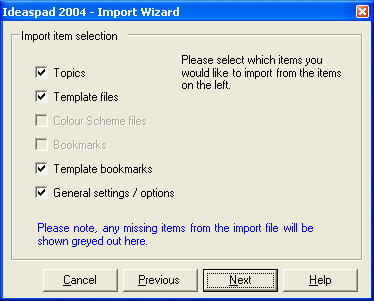 Ideaspad 2004 - Import Wizard
Import item selection
Topics
Template files
Colour Scheme files
Bookmarks
Template bookmarks
General settings / options
Please select which items you
would like to import from the items
on the left.
Please note, any missing items from the import file will be
shown greyed out here.
Cancel
Previous
Next
Help